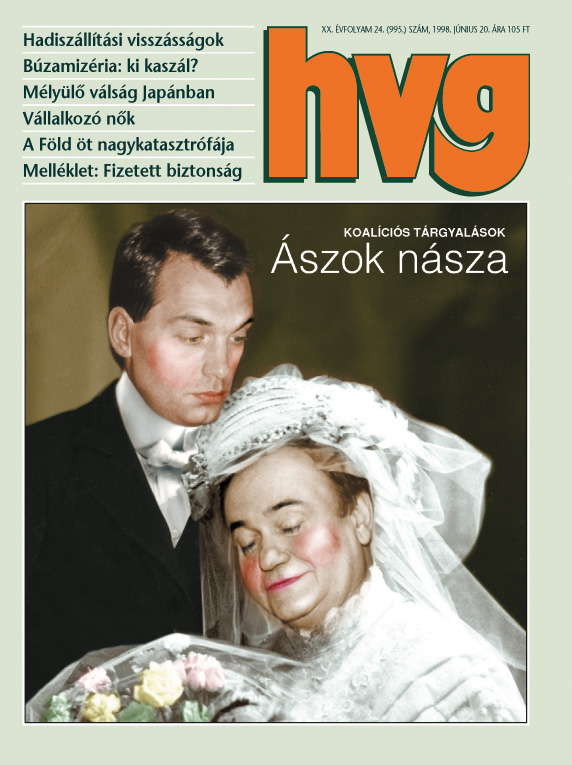 XX. ÉVFOLYAM 24. (995.) SZÁM, 1998. JÚNIUS 20. ÁRA 105 FT
Hadiszállítási visszásságok
Búzamizéria: ki kaszál?
Mélyülő válság Japánban
Vállalkozó nők
A Föld öt nagykatasztrófája
Melléklet: Fizetett biztonság
hvg
KOALÍCIÓS TÁRGYALÁSOK
Ászok násza